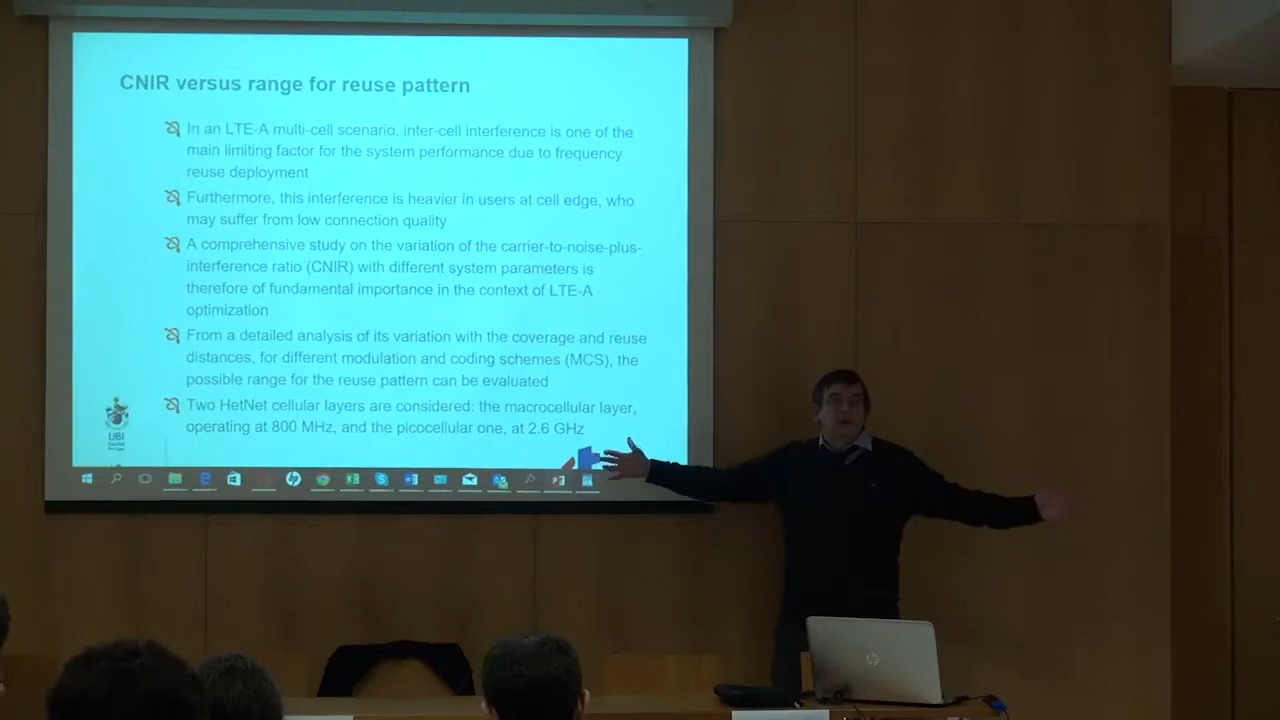 CNIR versus range for reuse pattern
In an LTE-A multi-cell scenario, inter-cell interference is one of the
main limiting factor for the system performance due to frequency
reuse deployment
Furthermore, this interference is heavier in users at cell edge, who
may suffer from low connection quality
A comprehensive study on the variation of the carrier-to-noise-plus-
interference ratio (CNIR) with different system parameters is
therefore of fundamental importance in the context of LTE-A
optimization
From a detailed analysis of its variation with the coverage and reuse
distances, for different modulation and coding schemes (MCS), the
possible range for the reuse pattern can be evaluated
Two HetNet cellular layers are considered: the macrocellular layer,
operating at 800 MHz, and the picocellular one, at 2.6 GHz
UBI
hp